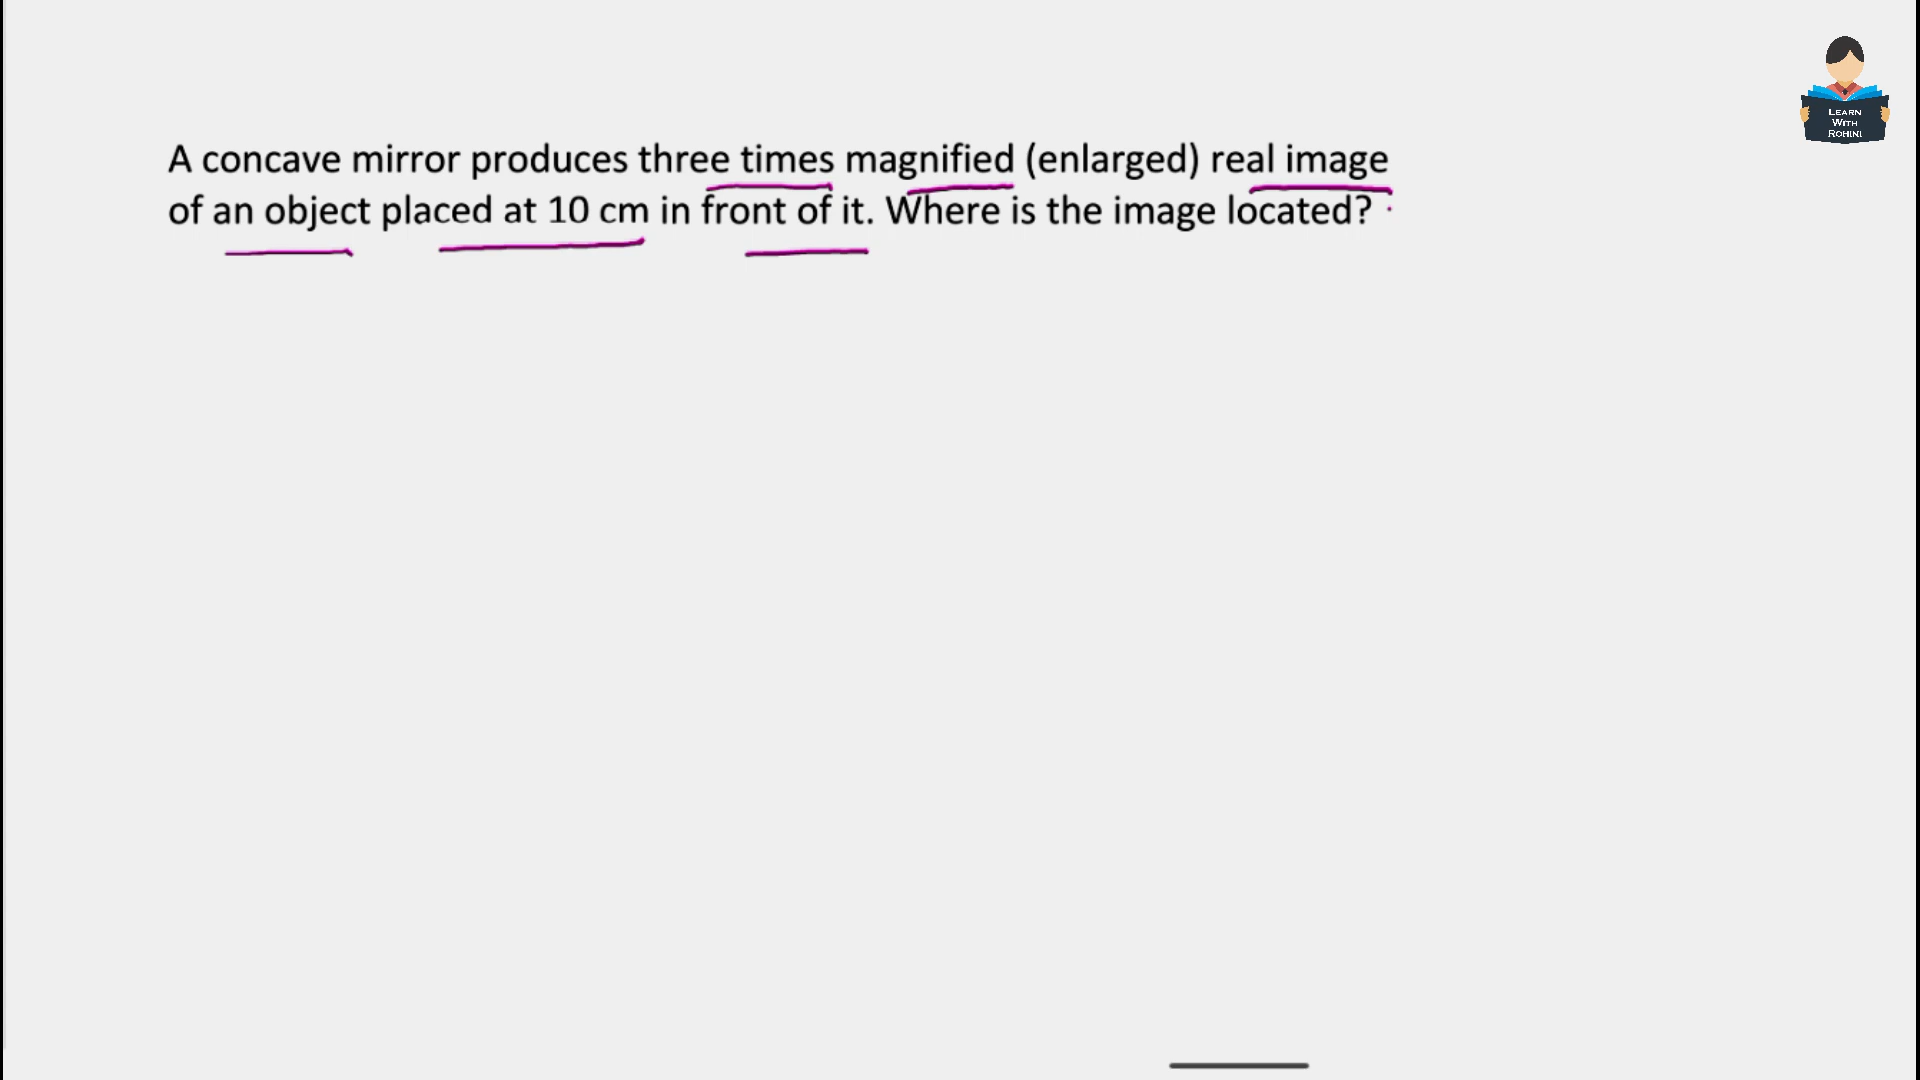 A concave mirror produces three times magnified (enlarged) real image
of an object placed at 10 cm in front of it. Where is the image located?
LEARN
WITH
ROHINI